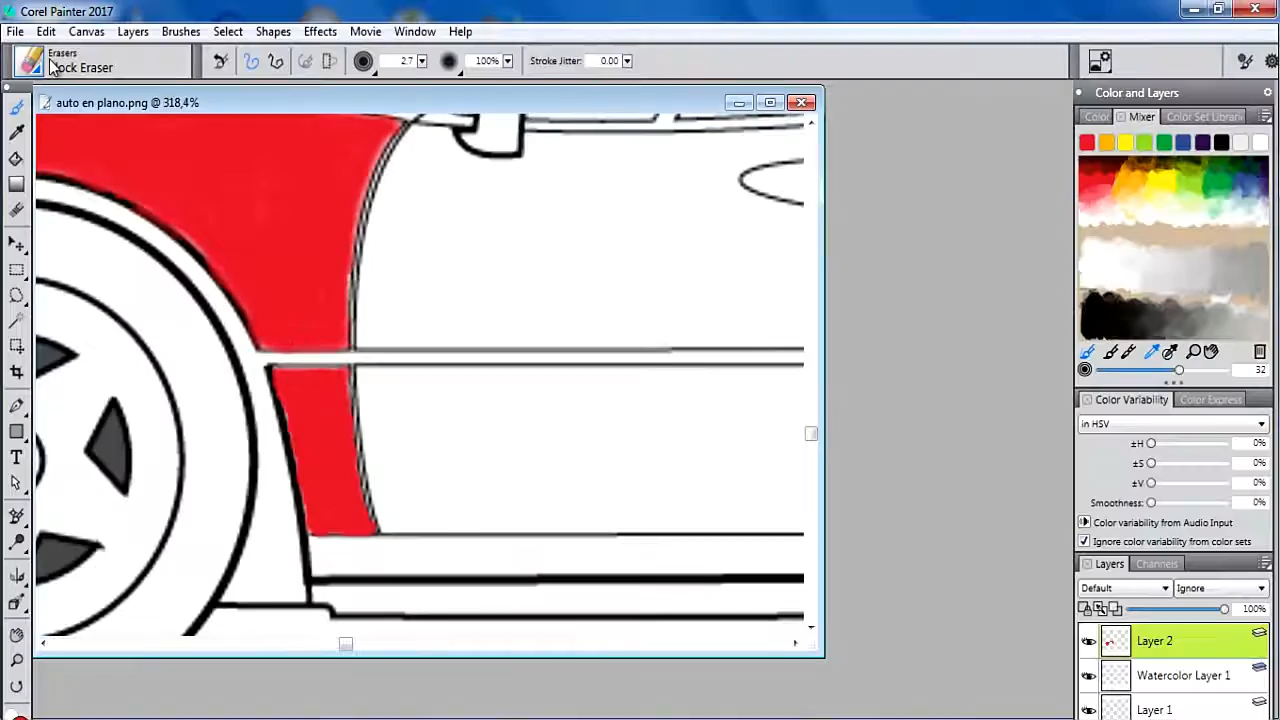 Corel Painter 2017
File Edit Canvas Layers Brushes Select Shapes Effects Movie Window Help
Erasers
ock Eraser
2.7
100%
Stroke Jitter: 0.00
auto en plano.png @ 318,4%
Color and Layers
Mixer Color Set Librari
32
Color Variability Color Express
in HSV
±H 0%
±S 0%
±V 0%
Smoothness: 0%
Color variability from Audio Input
Ignore color variability from color sets
Layers Channels
Default Ignore
100%
Layer 2
Watercolor Layer 1
Layer 1
T